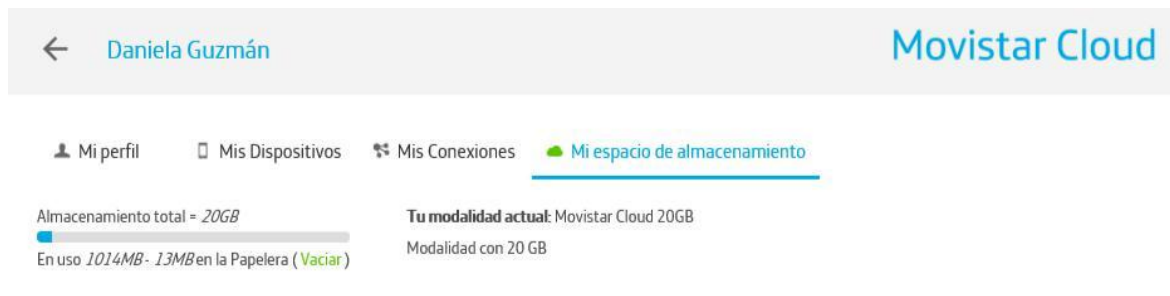 Daniela Guzmán
Movistar Cloud
Mi perfil Mis Dispositivos Mis Conexiones Mi espacio de almacenamiento
Almacenamiento total = 20GB
Tu modalidad actual: Movistar Cloud 20GB
Modalidad con 20 GB
En uso 1014MB - 13MB en la Papelera ( Vaciar )